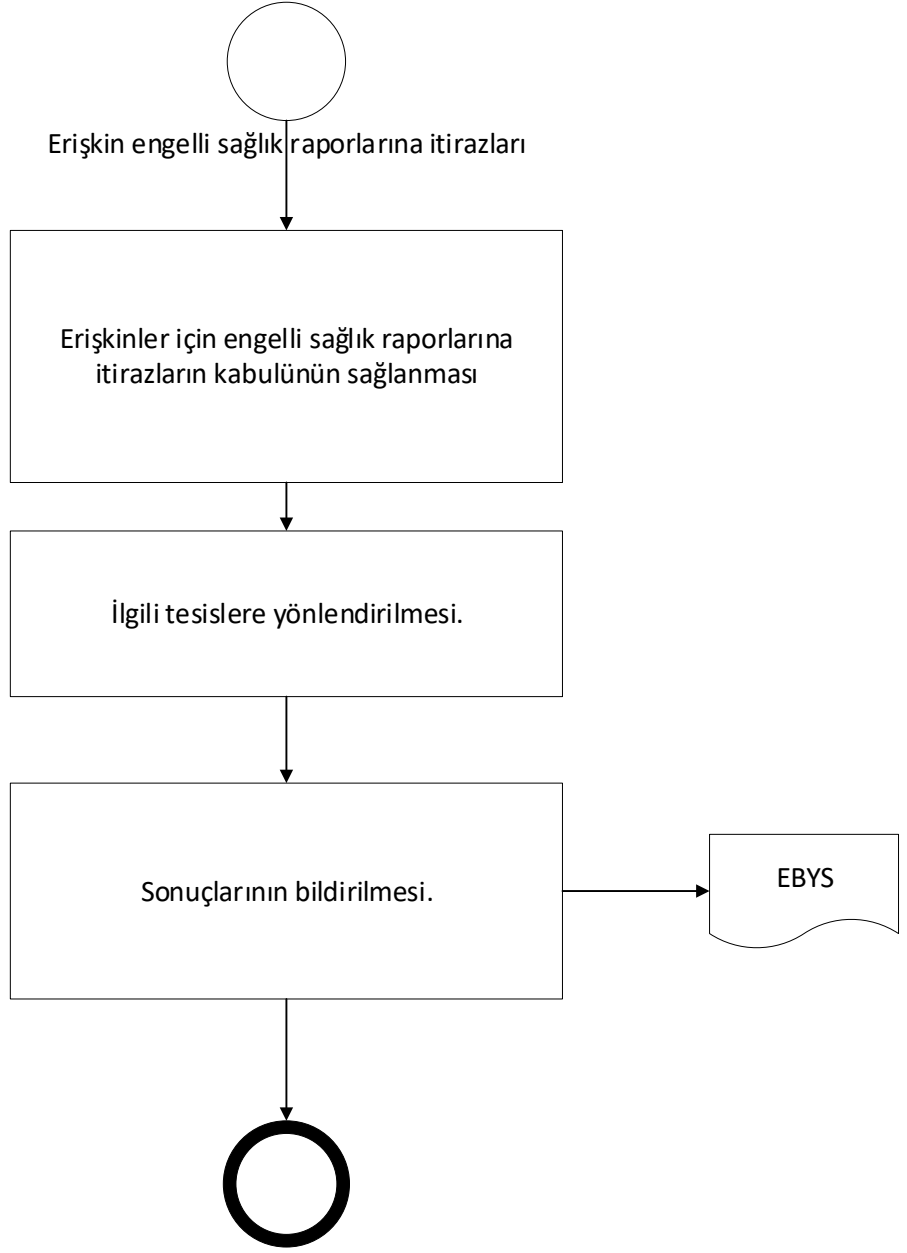 Erişkin engelli sağlık raporlarına itirazları
Erişkinler için engelli sağlık raporlarına
itirazların kabulünün sağlanması
İlgili tesislere yönlendirilmesi.
Sonuçlarının bildirilmesi.
EBYS